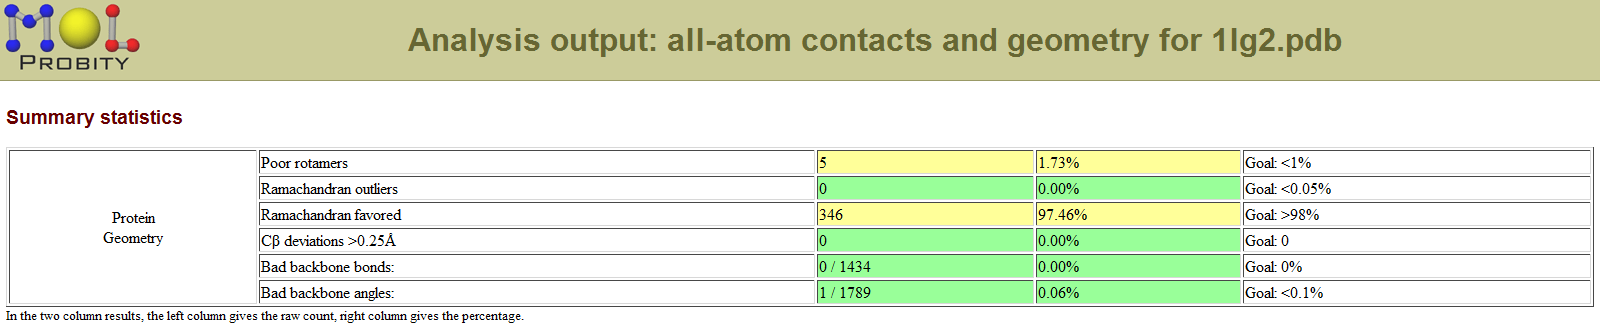 MOL
PROBITY
Analysis output: all-atom contacts and geometry for 1lg2.pdb
Summary statistics
Protein Geometry
Poor rotamers 5 1.73% Goal: <1%
Ramachandran outliers 0 0.00% Goal: <0.05%
Ramachandran favored 346 97.46% Goal: >98%
Cβ deviations >0.25Å 0 0.00% Goal: 0
Bad backbone bonds: 0 / 1434 0.00% Goal: 0%
Bad backbone angles: 1 / 1789 0.06% Goal: <0.1%
In the two column results, the left column gives the raw count, right column gives the percentage.